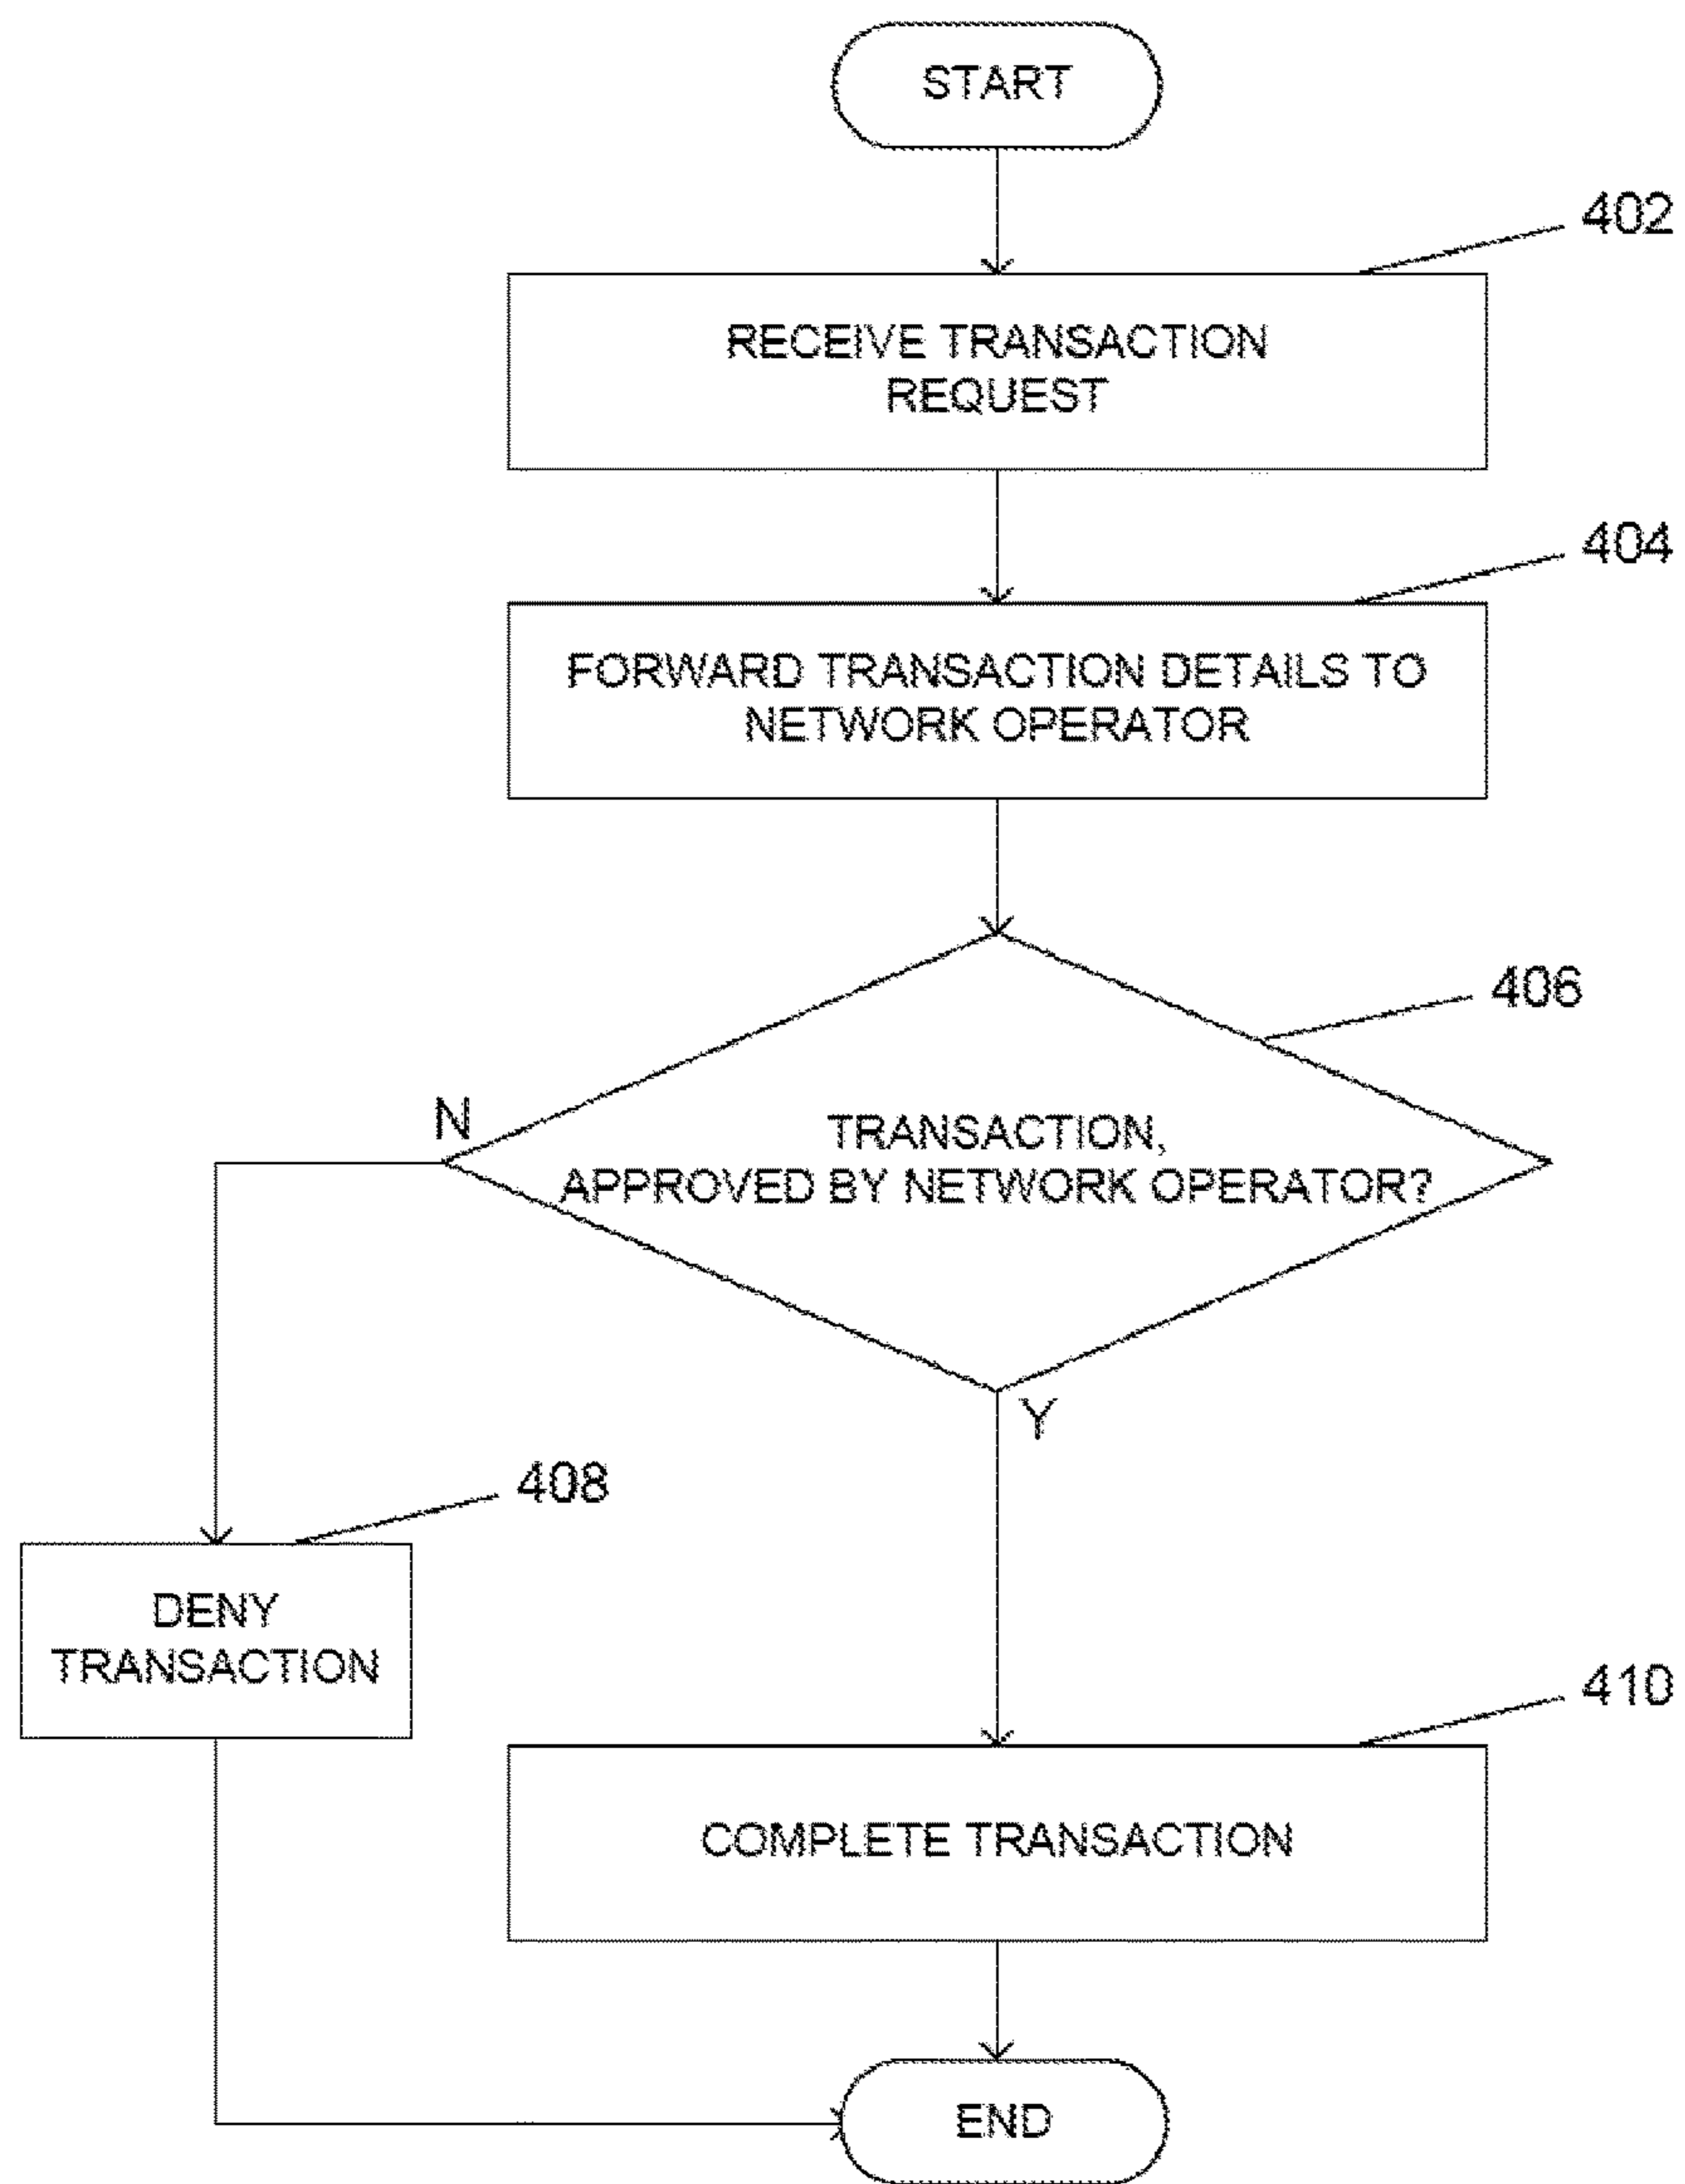 START
402
RECEIVE TRANSACTION
REQUEST
404
FORWARD TRANSACTION DETAILS TO
NETWORK OPERATOR
406
N
TRANSACTION,
APPROVED BY NETWORK OPERATOR?
Y
408
DENY
TRANSACTION
410
COMPLETE TRANSACTION
END